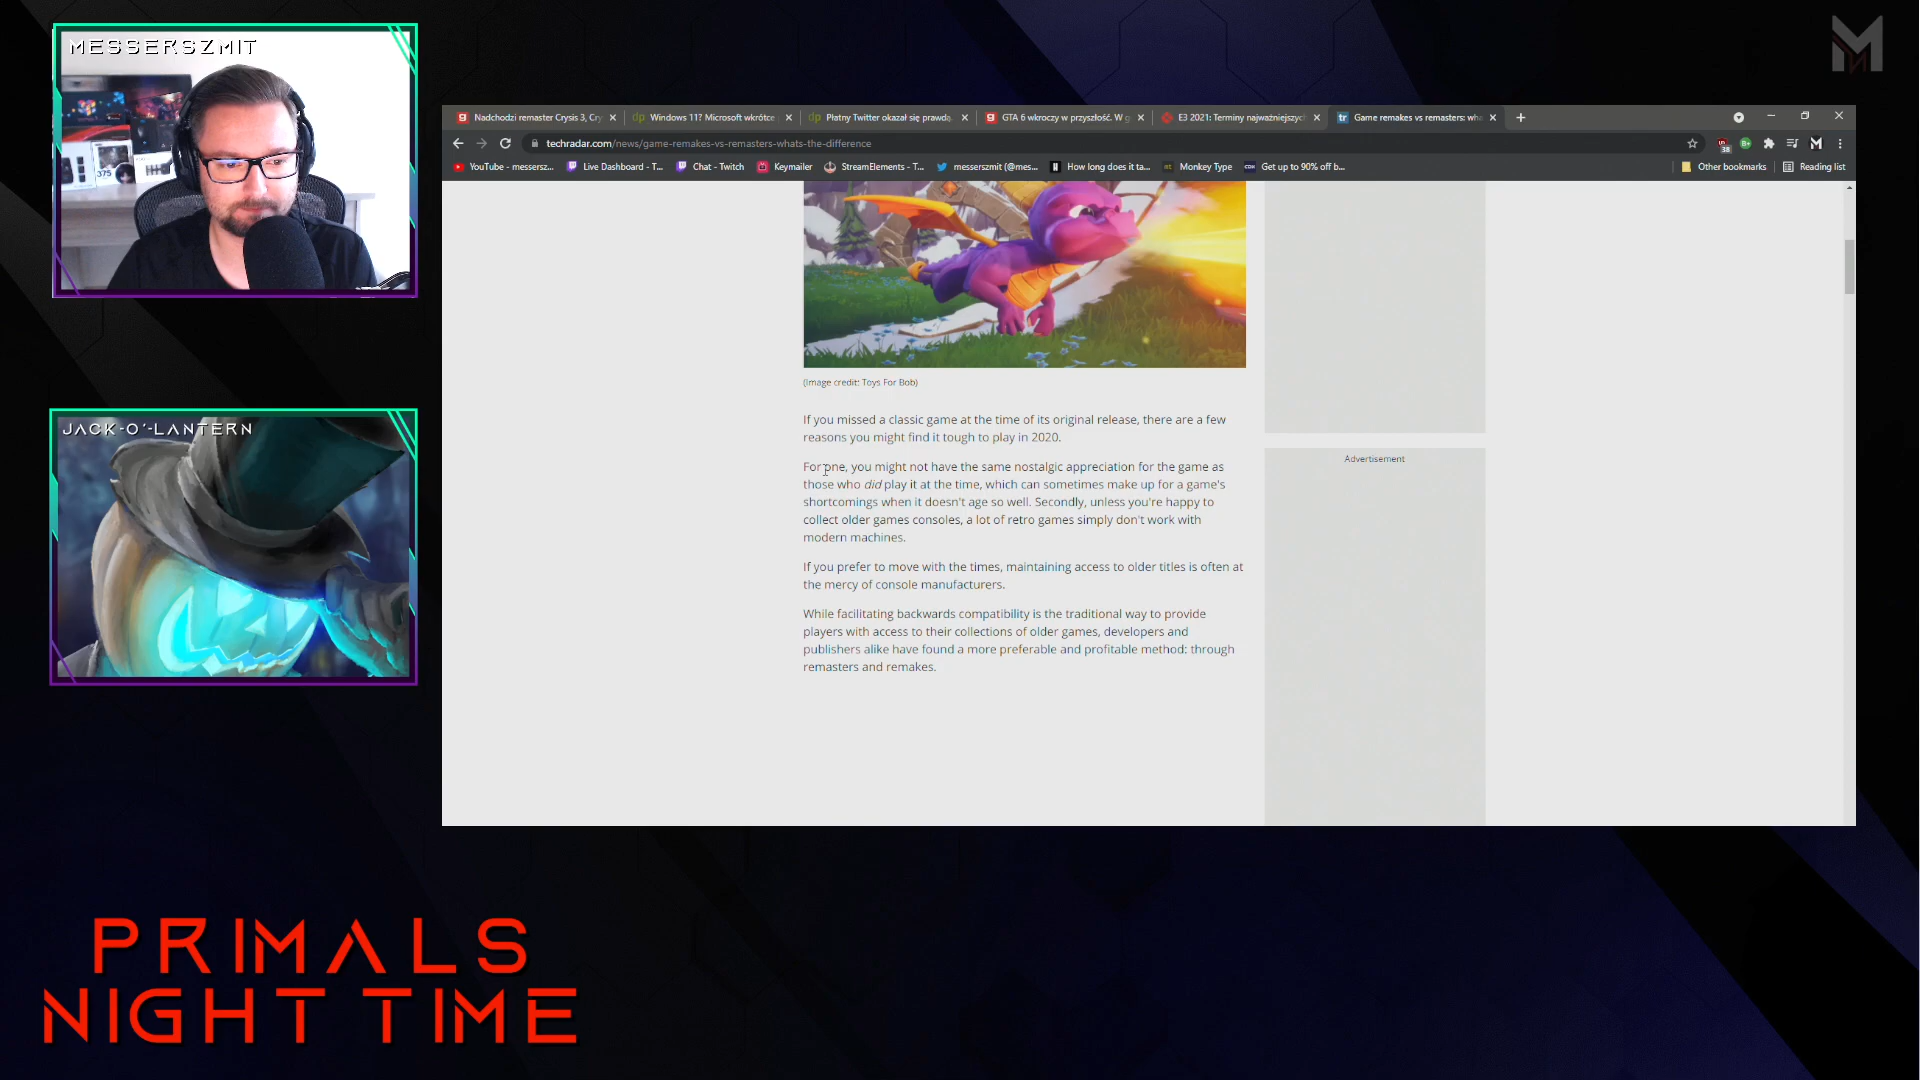 MESSERSZMIT
JACK-O'-LANTERN
PRIMALS
NIGHT TIME
Nadchodzi remaster Crysis 3, Cry
Windows 11? Microsoft wkrótce
Płatny Twitter okazał się prawdą
GTA 6 wkroczy w przyszłość. W g
E3 2021: Terminy najważniejszych
Game remakes vs remasters: wha
techradar.com/news/game-remakes-vs-remasters-whats-the-difference
YouTube - messersz...
Live Dashboard - T...
Chat - Twitch
Keymailer
StreamElements - T...
messerszmit (@mes...
How long does it ta...
Monkey Type
Get up to 90% off b...
Other bookmarks
Reading list
(Image credit: Toys For Bob)
If you missed a classic game at the time of its original release, there are a few
reasons you might find it tough to play in 2020.
For one, you might not have the same nostalgic appreciation for the game as
those who did play it at the time, which can sometimes make up for a game's
shortcomings when it doesn't age so well. Secondly, unless you're happy to
collect older games consoles, a lot of retro games simply don't work with
modern machines.
If you prefer to move with the times, maintaining access to older titles is often at
the mercy of console manufacturers.
While facilitating backwards compatibility is the traditional way to provide
players with access to their collections of older games, developers and
publishers alike have found a more preferable and profitable method: through
remasters and remakes.
Advertisement